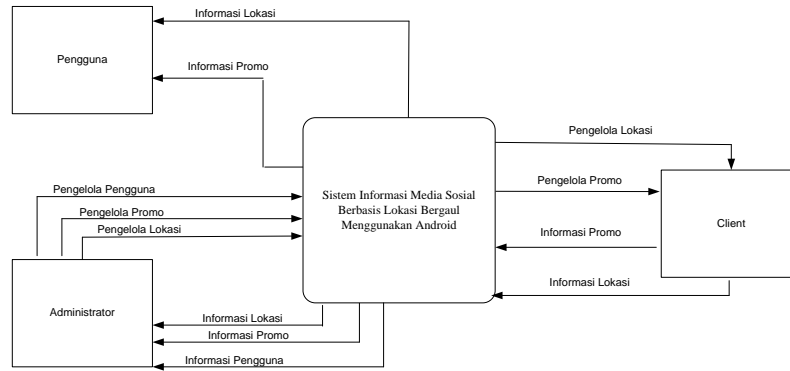 Informasi Lokasi
Pengguna
Informasi Promo
Pengelola Lokasi
Pengelola Pengguna
Pengelola Promo
Pengelola Lokasi
Sistem Informasi Media Sosial
Berbasis Lokasi Bergaul
Menggunakan Android
Pengelola Promo
Client
Informasi Promo
Informasi Lokasi
Administrator
Informasi Lokasi
Informasi Promo
Informasi Pengguna